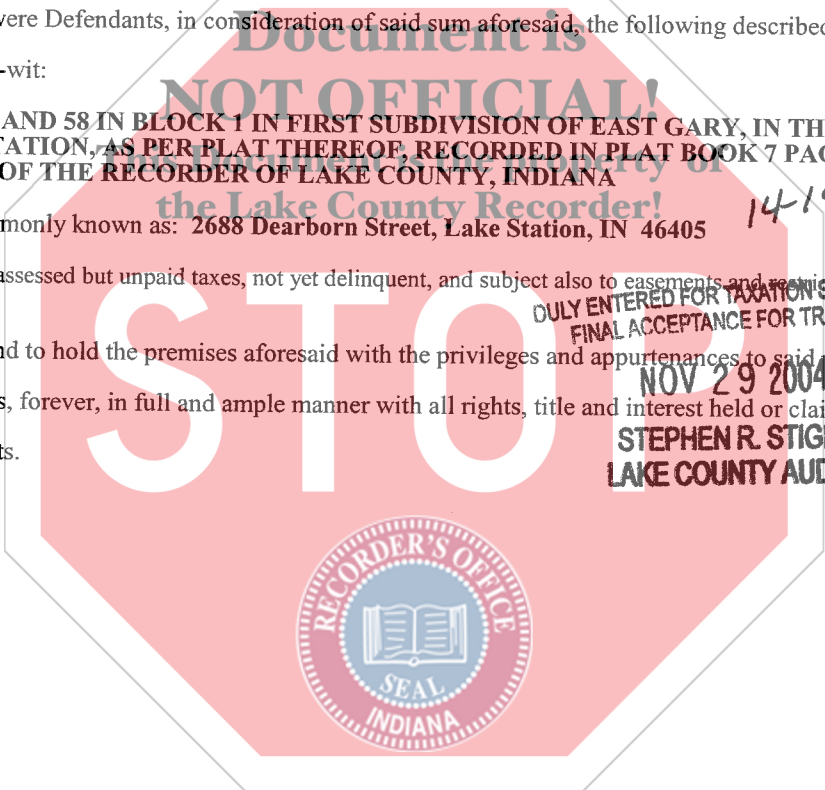 were Defendants, in consideration of said sum aforesaid, the following described
Document is
-wit:
NOT OFFICIAL!
AND 58 IN BLOCK 1 IN FIRST SUBDIVISION OF EAST GARY, IN TH
TATION, AS PER PLAT THEREOF, RECORDED IN PLAT BOOK 7 PAG
This Document is the property of
OF THE RECORDER OF LAKE COUNTY, INDIANA
the Lake County Recorder!
monly known as: 2688 Dearborn Street, Lake Station, IN 46405
14-19
assessed but unpaid taxes, not yet delinquent, and subject also to easements and restric
DULY ENTERED FOR TAXATION S
FINAL ACCEPTANCE FOR TR
nd to hold the premises aforesaid with the privileges and appurtenances to said
NOV 29 2004
s, forever, in full and ample manner with all rights, title and interest held or clai
STEPHEN R. STIG
ts.
LAKE COUNTY AUD
STOP
RECORDER'S OFFICE
SEAL
INDIANA